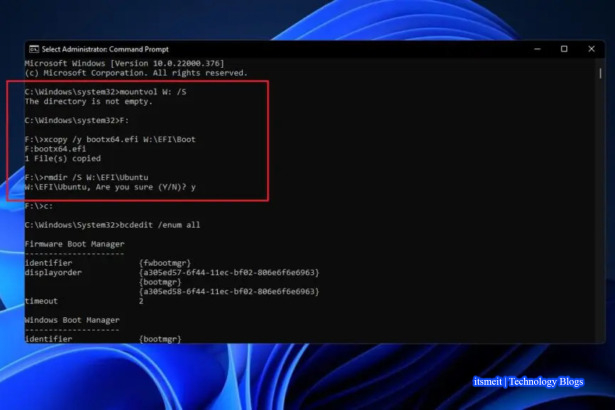 Select Administrator: Command Prompt
Microsoft Windows [Version 10.0.22000.376]
(c) Microsoft Corporation. All rights reserved.
C:\Windows\system32>mountvol W: /S
The directory is not empty.
C:\Windows\system32>F:
F:\>xcopy /y bootx64.efi W:\EFI\Boot
F:bootx64.efi
1 File(s) copied
F:\>rmdir /S W:\EFI\Ubuntu
W:\EFI\Ubuntu, Are you sure (Y/N)? y
F:\>c:
C:\Windows\System32>bcdedit /enum all
Firmware Boot Manager
---------------------
identifier {fwbootmgr}
displayorder {a305ed57-6f44-11ec-bf02-806e6f6e6963}
{bootmgr}
{a305ed58-6f44-11ec-bf02-806e6f6e6963}
timeout 2
Windows Boot Manager
--------------------
identifier {bootmgr}
itsmeit | Technology Blogs